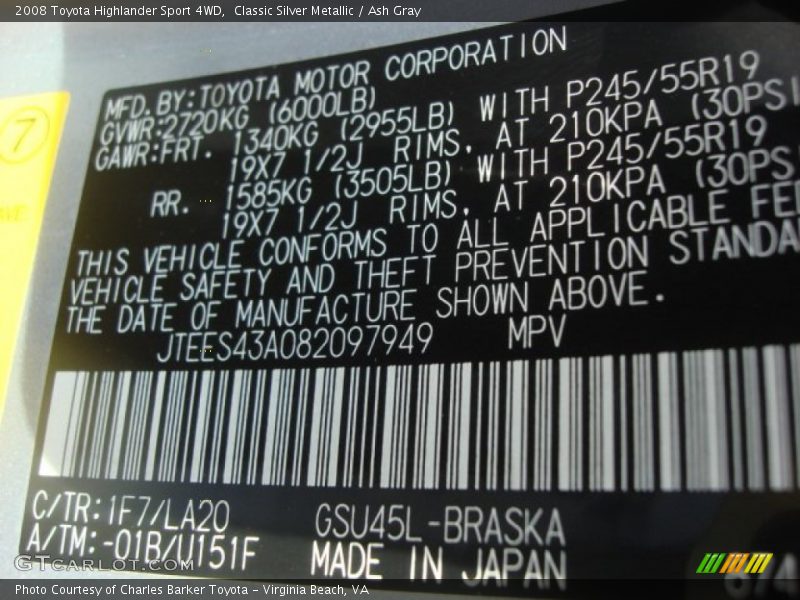 2008 Toyota Highlander Sport 4WD, Classic Silver Metallic / Ash Gray
7
MFD. BY:TOYOTA MOTOR CORPORATION
GVWR:2720KG (6000LB)
GAWR:FRT. 1340KG (2955LB) WITH P245/55R19
19X7 1/2J RIMS, AT 210KPA (30PSI
RR. ... 1585KG (3505LB) WITH P245/55R19
19X7 1/2J RIMS, AT 210KPA (30PS
THIS VEHICLE CONFORMS TO ALL APPLICABLE FE
VEHICLE SAFETY AND THEFT PREVENTION STANDA
THE DATE OF MANUFACTURE SHOWN ABOVE.
JTEES43A082097949 MPV
C/TR:1F7/LA20 GSU45L-BRASKA
A/TM:-01B/U151F MADE IN JAPAN
GTCARLOT.COM
Photo Courtesy of Charles Barker Toyota - Virginia Beach, VA